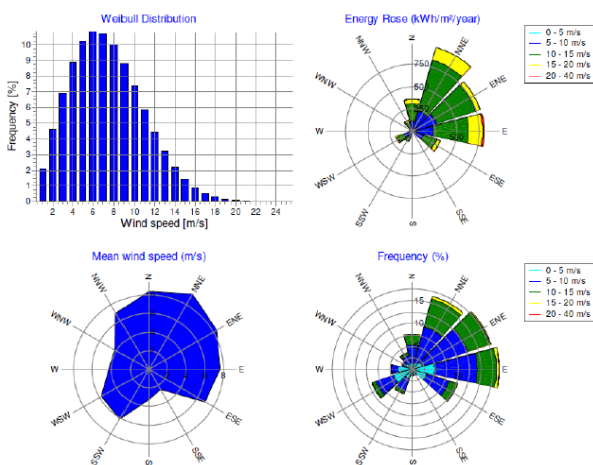 Weibull Distribution
Frequency [%]
10
9
8
7
6
5
4
3
2
1
0
2 4 6 8 10 12 14 16 18 20 22 24
Wind speed [m/s]
Energy Rose (kWh/m²/year)
N
NNE
ENE
E
ESE
SSE
S
SSW
WSW
W
WNW
NNW
750
500
500
0 - 5 m/s
5 - 10 m/s
10 - 15 m/s
15 - 20 m/s
20 - 40 m/s
Mean wind speed (m/s)
N
NNE
ENE
E
ESE
SSE
S
SSW
WSW
W
WNW
NNW
8
Frequency (%)
N
NNE
ENE
E
ESE
SSE
S
SSW
WSW
W
WNW
NNW
15
10
0 - 5 m/s
5 - 10 m/s
10 - 15 m/s
15 - 20 m/s
20 - 40 m/s